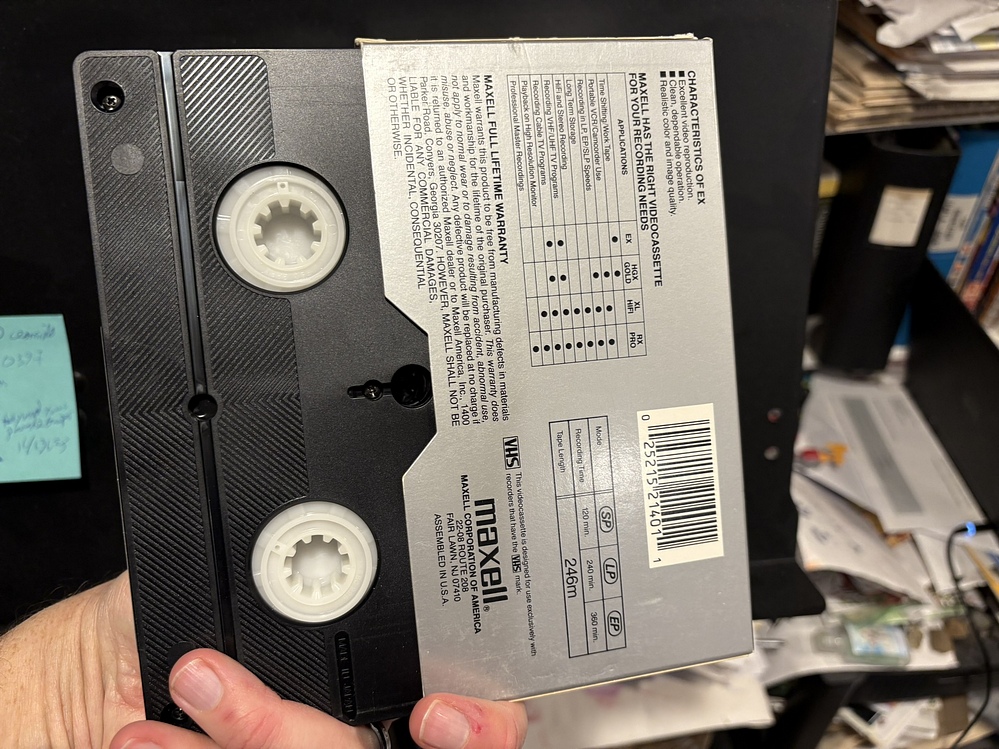 CHARACTERISTICS OF EX
■ Excellent video reproduction.
■ Clean, dependable operation.
■ Realistic color and image quality.
MAXELL HAS THE RIGHT VIDEOCASSETTE
FOR YOUR RECORDING NEEDS
APPLICATIONS EX HGX GOLD XL HIFI RX PRO
Time Shifting/Work Tape ● ● ● ●
Portable VCR/Camcorder Use ● ● ●
Recording in LP, EP/SLP Speeds ● ●
Long Term Storage ● ●
HiFi and Stereo Recording ● ● ●
Recording VHF/UHF TV Programs ● ● ● ●
Recording Cable TV Programs ● ● ● ●
Playback on High Resolution Monitor ● ●
Professional Master Recordings ●
MAXELL FULL LIFETIME WARRANTY
Maxell warrants this product to be free from manufacturing defects in materials
and workmanship for the lifetime of the original purchaser. This warranty does
not apply to normal wear or to damage resulting from accident, abnormal use,
misuse, abuse or neglect. Any defective product will be replaced at no charge if
it is returned to an authorized Maxell dealer or to Maxell America, Inc., 1400
Parker Road, Conyers, Georgia 30207. HOWEVER, MAXELL SHALL NOT BE
LIABLE FOR ANY COMMERCIAL DAMAGES,
WHETHER INCIDENTAL, CONSEQUENTIAL
OR OTHERWISE.
0 25215 21401 1
Mode SP LP EP
Recording Time 120 min. 240 min. 360 min.
Tape Length 246m
VHS This videocassette is designed for use exclusively with
recorders that have the VHS mark.
maxell®
MAXELL CORPORATION OF AMERICA
22-08 ROUTE 208
FAIR LAWN, NJ 07410
ASSEMBLED IN U.S.A.